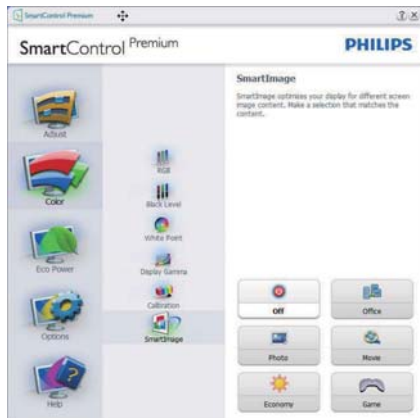 SmartControl Premium
SmartControl Premium
PHILIPS
Adjust
Color
Eco Power
Options
Help
RGB
Black Level
White Point
Display Gamma
Calibration
SmartImage
SmartImage
SmartImage optimizes your display for different screen
image content. Make a selection that matches the
content.
Off
Office
Photo
Movie
Economy
Game